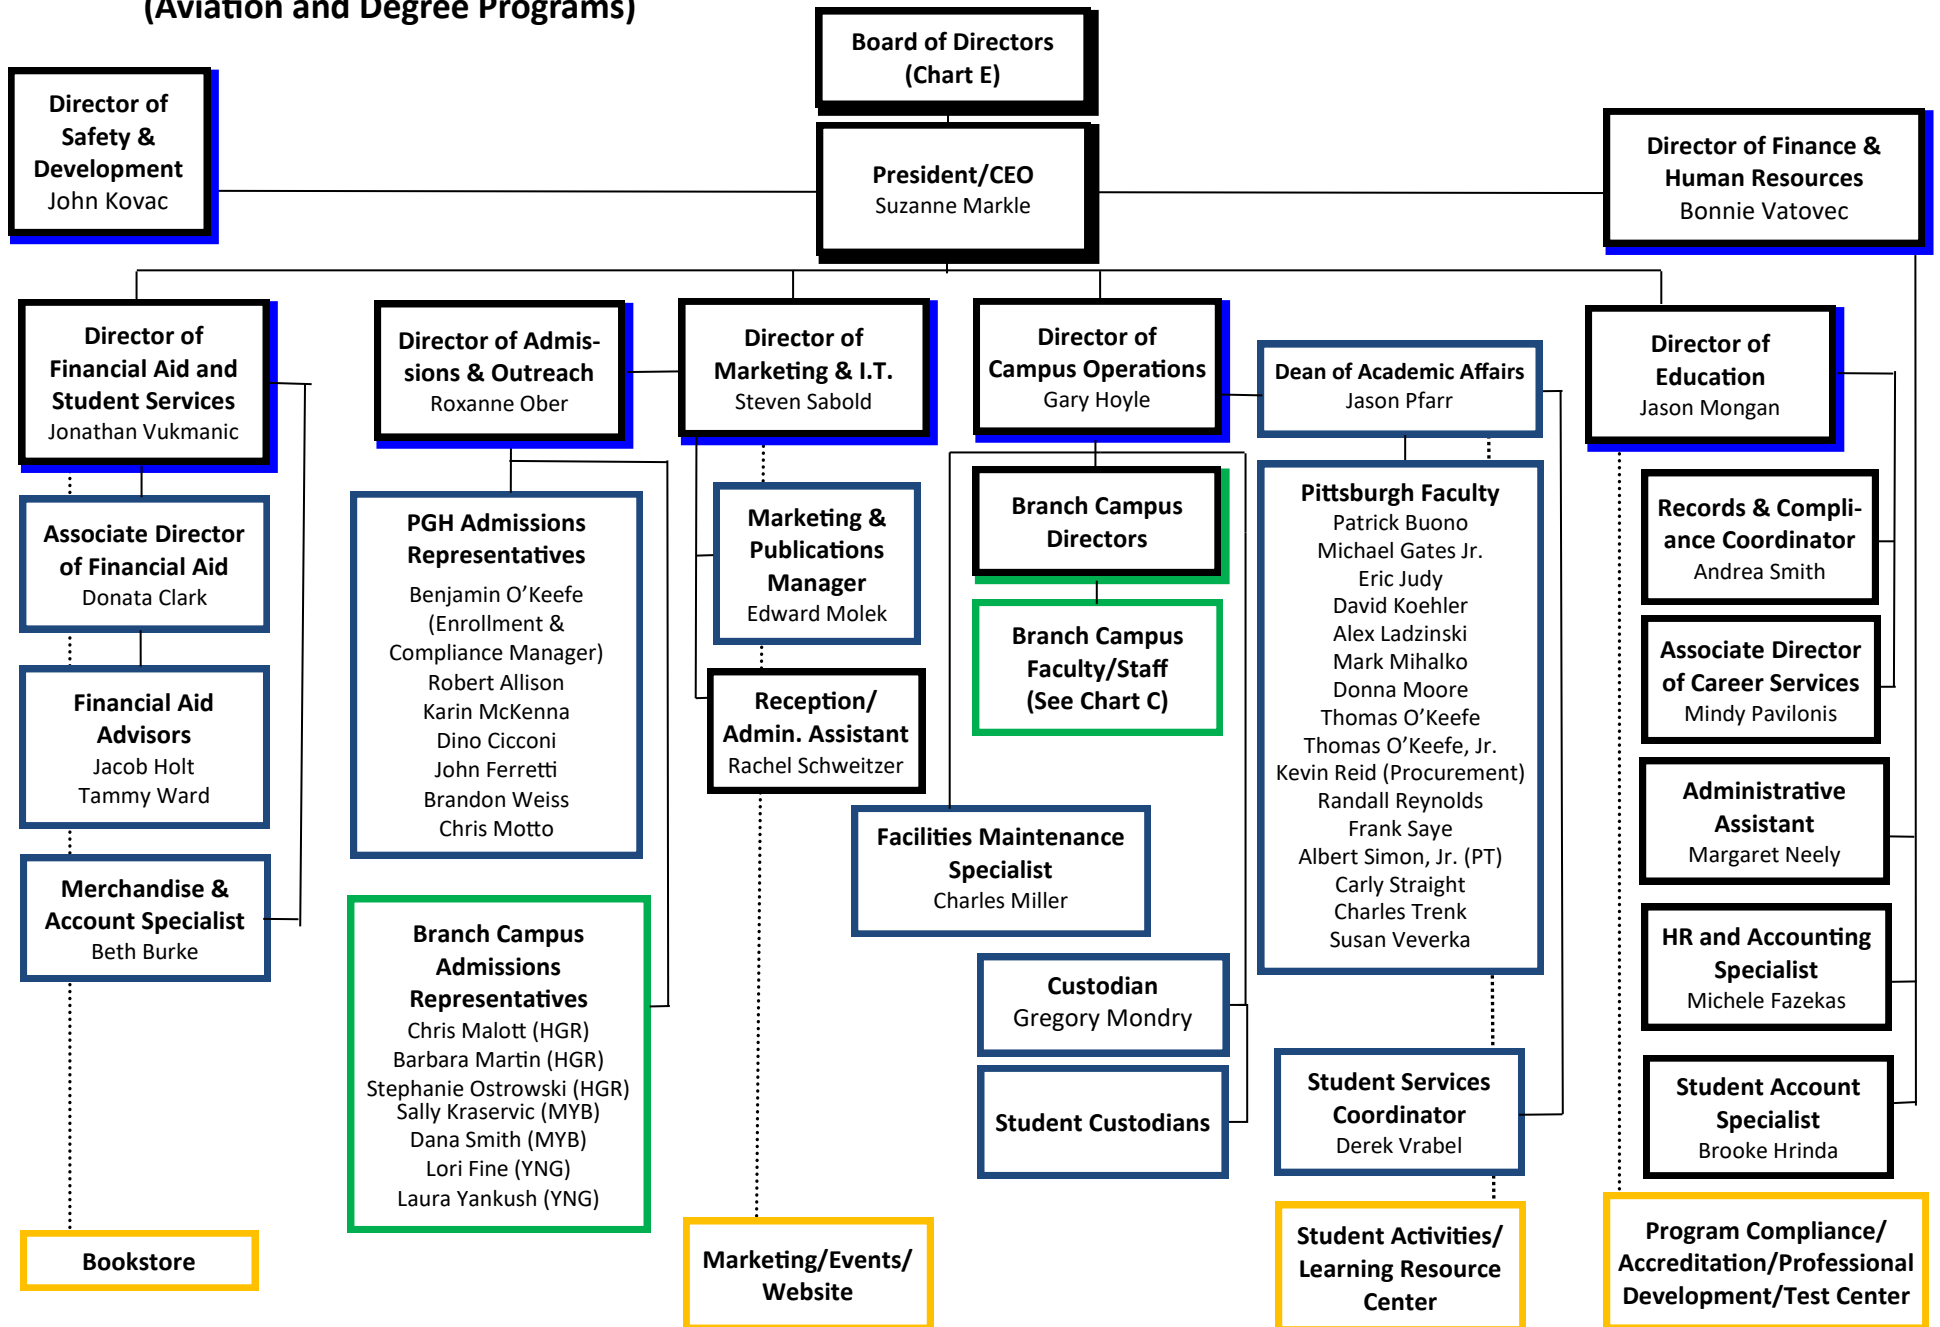 (Aviation and Degree Programs)
Board of Directors
(Chart E)
Director of
Safety &
Development
John Kovac
President/CEO
Suzanne Markle
Director of Finance &
Human Resources
Bonnie Vatovec
Director of
Financial Aid and
Student Services
Jonathan Vukmanic
Director of Admis-
sions & Outreach
Roxanne Ober
Director of
Marketing & I.T.
Steven Sabold
Director of
Campus Operations
Gary Hoyle
Dean of Academic Affairs
Jason Pfarr
Director of
Education
Jason Mongan
Associate Director
of Financial Aid
Donata Clark
Financial Aid
Advisors
Jacob Holt
Tammy Ward
Merchandise &
Account Specialist
Beth Burke
Bookstore
PGH Admissions
Representatives
Benjamin O’Keefe
(Enrollment &
Compliance Manager)
Robert Allison
Karin McKenna
Dino Cicconi
John Ferretti
Brandon Weiss
Chris Motto
Branch Campus
Admissions
Representatives
Chris Malott (HGR)
Barbara Martin (HGR)
Stephanie Ostrowski (HGR)
Sally Kraservic (MYB)
Dana Smith (MYB)
Lori Fine (YNG)
Laura Yankush (YNG)
Marketing &
Publications
Manager
Edward Molek
Reception/
Admin. Assistant
Rachel Schweitzer
Marketing/Events/
Website
Branch Campus
Directors
Branch Campus
Faculty/Staff
(See Chart C)
Facilities Maintenance
Specialist
Charles Miller
Custodian
Gregory Mondry
Student Custodians
Pittsburgh Faculty
Patrick Buono
Michael Gates Jr.
Eric Judy
David Koehler
Alex Ladzinski
Mark Mihalko
Donna Moore
Thomas O’Keefe
Thomas O’Keefe, Jr.
Kevin Reid (Procurement)
Randall Reynolds
Frank Saye
Albert Simon, Jr. (PT)
Carly Straight
Charles Trenk
Susan Veverka
Student Services
Coordinator
Derek Vrabel
Student Activities/
Learning Resource
Center
Records & Compli-
ance Coordinator
Andrea Smith
Associate Director
of Career Services
Mindy Pavilonis
Administrative
Assistant
Margaret Neely
HR and Accounting
Specialist
Michele Fazekas
Student Account
Specialist
Brooke Hrinda
Program Compliance/
Accreditation/Professional
Development/Test Center